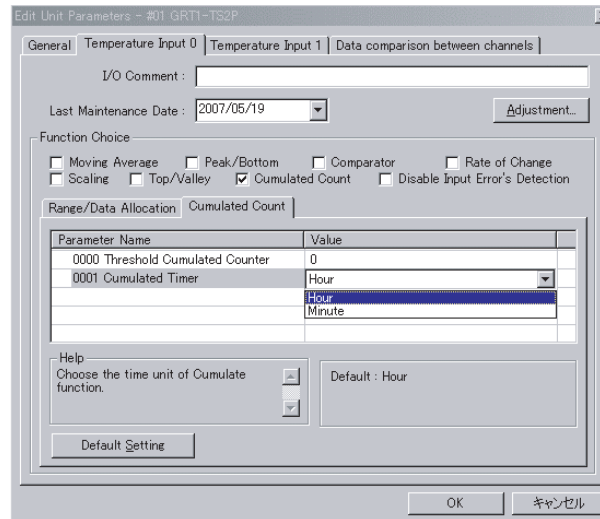 Edit Unit Parameters - #01 GRT1-TS2P
General Temperature Input 0 Temperature Input 1 Data comparison between channels
I/O Comment :
Last Maintenance Date : 2007/05/19 Adjustment...
Function Choice
Moving Average Peak/Bottom Comparator Rate of Change
Scaling Top/Valley Cumulated Count Disable Input Error's Detection
Range/Data Allocation Cumulated Count
Parameter Name Value
0000 Threshold Cumulated Counter 0
0001 Cumulated Timer Hour
Hour
Minute
Help
Choose the time unit of Cumulate
function.
Default : Hour
Default Setting
OK キャンセル